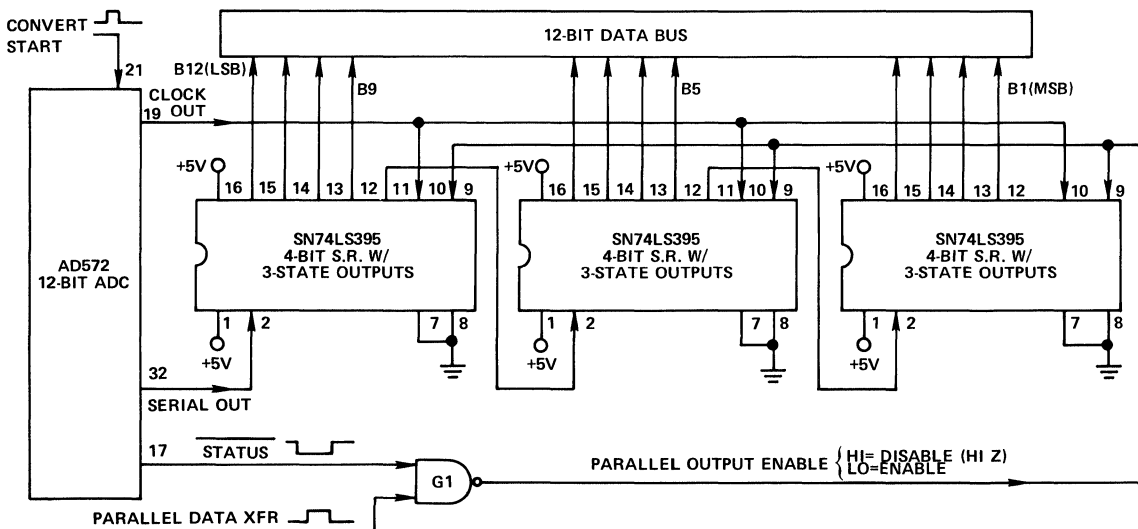 CONVERT
START
12-BIT DATA BUS
21
B12(LSB)
B9
B5
B1(MSB)
CLOCK
OUT
19
+5V
16
15
14
13
12
11
10
9
+5V
16
15
14
13
12
11
10
9
+5V
16
15
14
13
12
10
9
AD572
12-BIT ADC
SN74LS395
4-BIT S.R. W/
3-STATE OUTPUTS
SN74LS395
4-BIT S.R. W/
3-STATE OUTPUTS
SN74LS395
4-BIT S.R. W/
3-STATE OUTPUTS
1
2
7
8
+5V
1
2
7
8
+5V
1
2
7
8
+5V
32
SERIAL OUT
17
STATUS
G1
PARALLEL OUTPUT ENABLE { HI= DISABLE (HI Z)
LO=ENABLE
PARALLEL DATA XFR